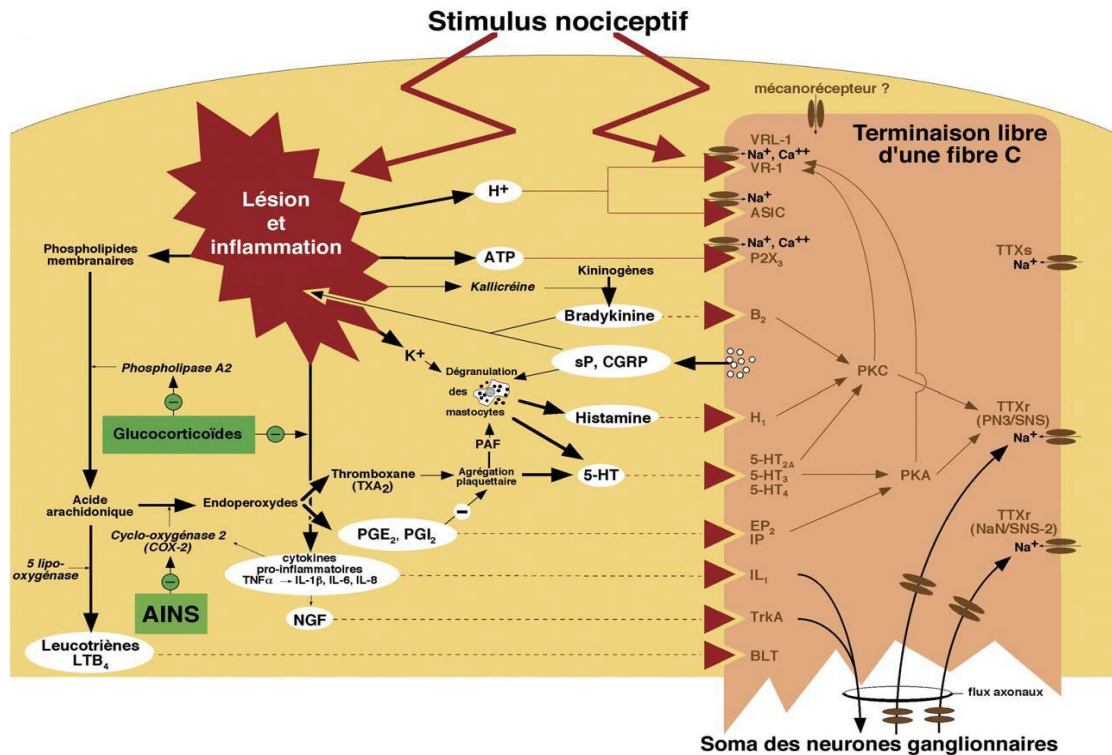 Stimulus nociceptif
mécanorécepteur ?
Terminaison libre
d'une fibre C
VRL-1
Na⁺, Ca⁺⁺
VR-1
Lésion
et
inflammation
H⁺
Na⁺
ASIC
Phospholipides
membranaires
ATP
Na⁺, Ca⁺⁺
P2X₃
TTXs
Na⁺
Kininogènes
Kallicréine
Bradykinine
B₂
K⁺
sP, CGRP
Dégranulation
des
mastocytes
PKC
Phospholipase A2
−
Glucocorticoïdes
−
Histamine
H₁
TTXr
(PN3/SNS)
Na⁺
PAF
Thromboxane
(TXA₂)
Agrégation
plaquettaire
5-HT
5-HT₂A
5-HT₃
5-HT₄
PKA
Acide
arachidonique
Endoperoxydes
−
PGE₂, PGI₂
EP₂
IP
TTXr
(NaN/SNS-2)
Na⁺
Cyclo-oxygénase 2
(COX-2)
5 lipo-
oxygénase
−
AINS
cytokines
pro-inflammatoires
TNFα → IL-1β, IL-6, IL-8
IL₁
NGF
TrkA
Leucotriènes
LTB₄
BLT
flux axonaux
Soma des neurones ganglionnaires